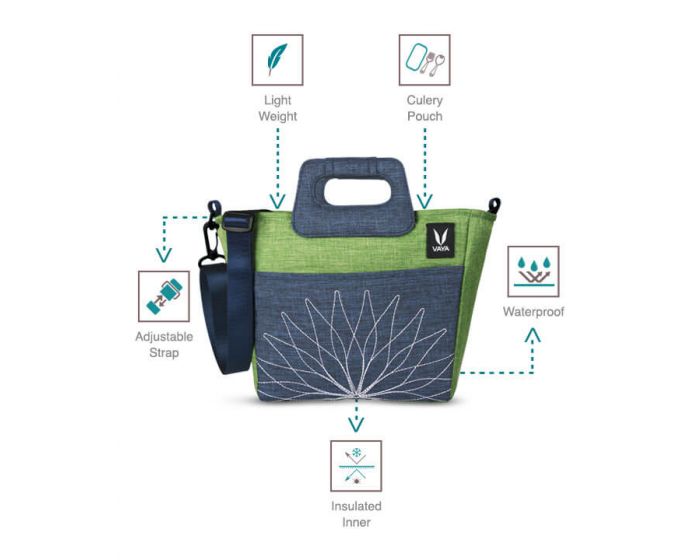 Light
Weight
Culery
Pouch
VAYA
Adjustable
Strap
Waterproof
Insulated
Inner